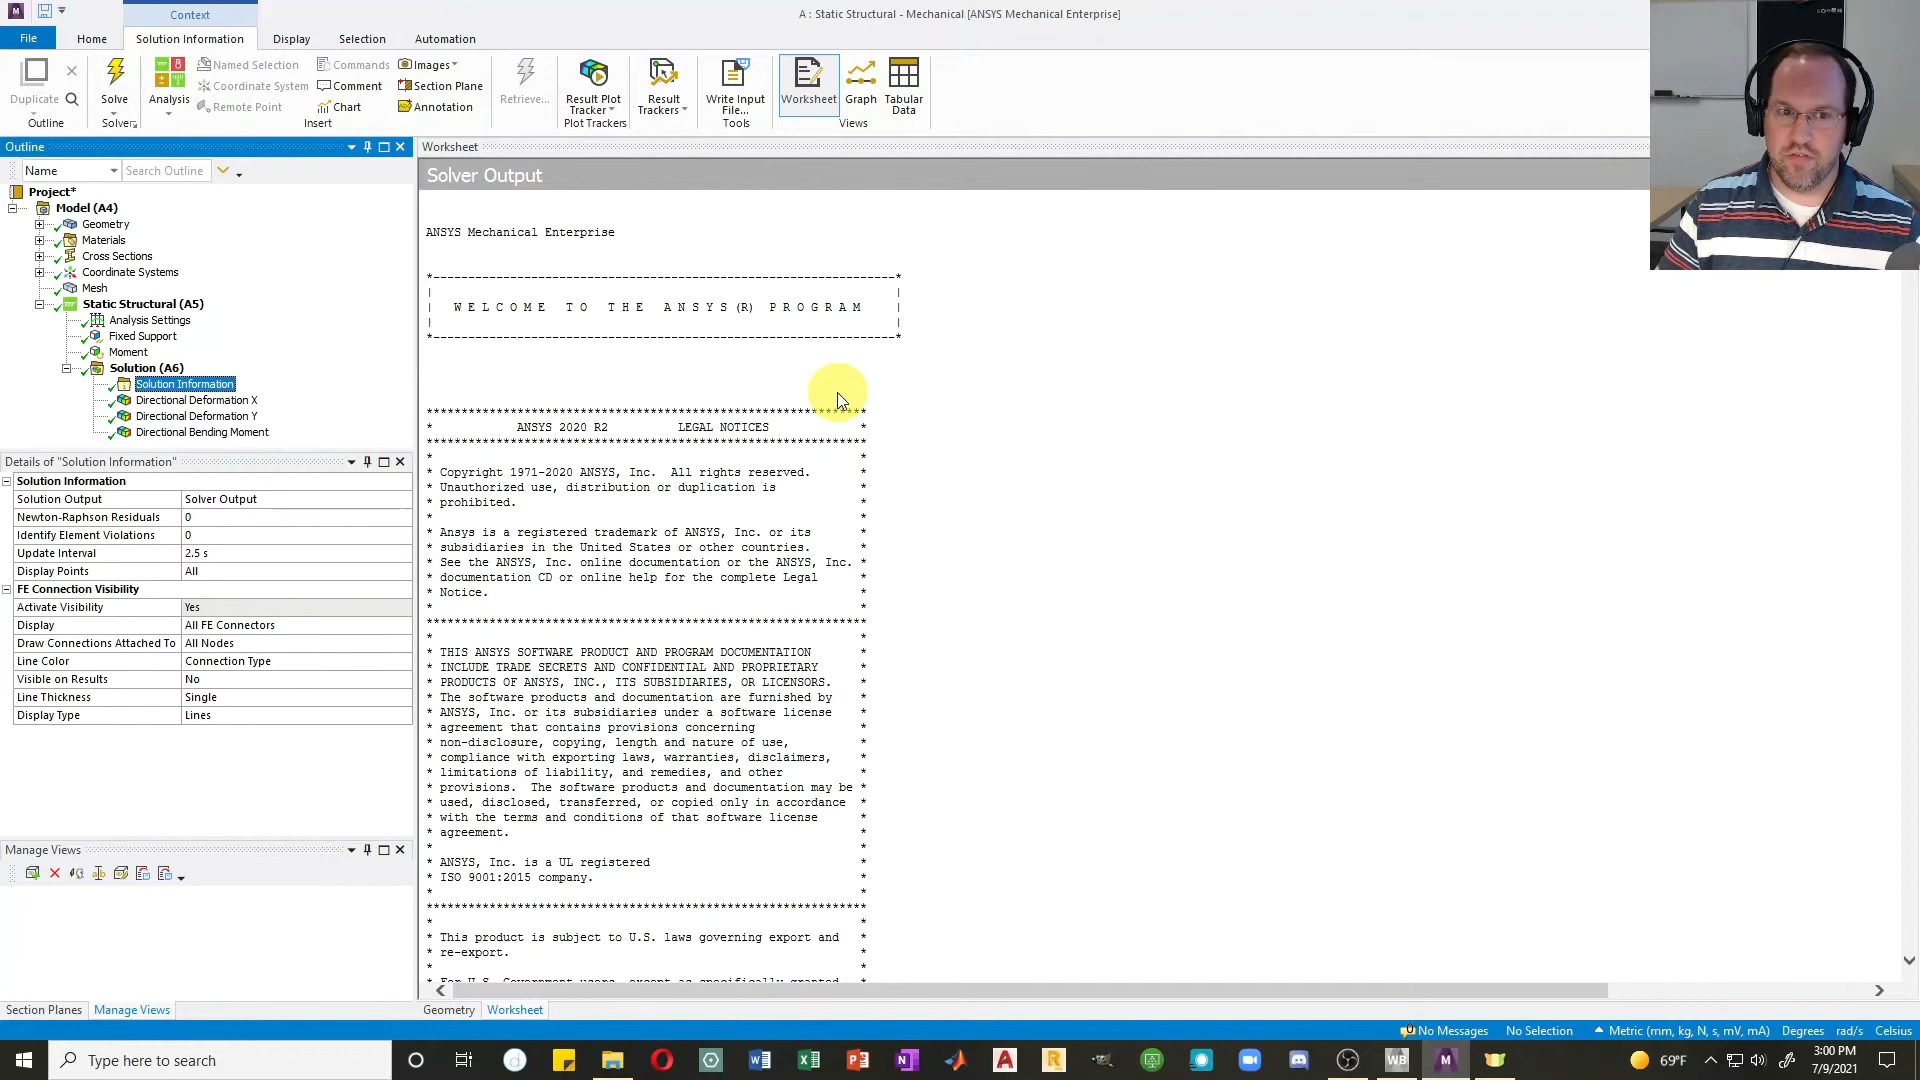 Context
A : Static Structural - Mechanical [ANSYS Mechanical Enterprise]
File
Home
Solution Information
Display
Selection
Automation
Duplicate
Outline
Solve
Solver
Analysis
Named Selection
Coordinate System
Remote Point
Commands
Comment
Chart
Images
Section Plane
Annotation
Insert
Retrieve...
Result Plot
Tracker
Plot Trackers
Result
Trackers
Write Input
File...
Tools
Worksheet
Graph
Tabular
Data
Views
Outline
Name
Search Outline
Project*
Model (A4)
Geometry
Materials
Cross Sections
Coordinate Systems
Mesh
Static Structural (A5)
Analysis Settings
Fixed Support
Moment
Solution (A6)
Solution Information
Directional Deformation X
Directional Deformation Y
Directional Bending Moment
Details of "Solution Information"
Solution Information
Solution Output Solver Output
Newton-Raphson Residuals 0
Identify Element Violations 0
Update Interval 2.5 s
Display Points All
FE Connection Visibility
Activate Visibility Yes
Display All FE Connectors
Draw Connections Attached To All Nodes
Line Color Connection Type
Visible on Results No
Line Thickness Single
Display Type Lines
Manage Views
Section Planes
Manage Views
Worksheet
Solver Output
ANSYS Mechanical Enterprise
*------------------------------------------------------------------*
| |
| W E L C O M E T O T H E A N S Y S (R) P R O G R A M |
| |
*------------------------------------------------------------------*
***************************************************************
* ANSYS 2020 R2 LEGAL NOTICES *
***************************************************************
* *
* Copyright 1971-2020 ANSYS, Inc. All rights reserved. *
* Unauthorized use, distribution or duplication is *
* prohibited. *
* *
* Ansys is a registered trademark of ANSYS, Inc. or its *
* subsidiaries in the United States or other countries. *
* See the ANSYS, Inc. online documentation or the ANSYS, Inc. *
* documentation CD or online help for the complete Legal *
* Notice. *
* *
***************************************************************
* *
* THIS ANSYS SOFTWARE PRODUCT AND PROGRAM DOCUMENTATION *
* INCLUDE TRADE SECRETS AND CONFIDENTIAL AND PROPRIETARY *
* PRODUCTS OF ANSYS, INC., ITS SUBSIDIARIES, OR LICENSORS. *
* The software products and documentation are furnished by *
* ANSYS, Inc. or its subsidiaries under a software license *
* agreement that contains provisions concerning *
* non-disclosure, copying, length and nature of use, *
* compliance with exporting laws, warranties, disclaimers, *
* limitations of liability, and remedies, and other *
* provisions. The software products and documentation may be *
* used, disclosed, transferred, or copied only in accordance *
* with the terms and conditions of that software license *
* agreement. *
* *
* ANSYS, Inc. is a UL registered *
* ISO 9001:2015 company. *
* *
***************************************************************
* *
* This product is subject to U.S. laws governing export and *
* re-export. *
* *
* For U.S. Government users, except as specifically granted *
Geometry
Worksheet
No Messages
No Selection
Metric (mm, kg, N, s, mV, mA)
Degrees
rad/s
Celsius
Type here to search
WB
M
69°F
3:00 PM
7/9/2021